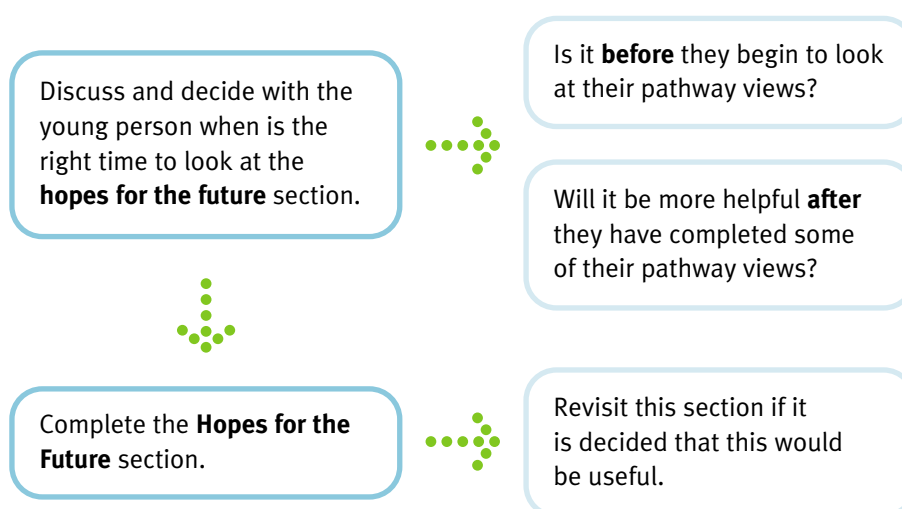 Discuss and decide with the
young person when is the
right time to look at the
hopes for the future section.
Is it before they begin to look
at their pathway views?
Will it be more helpful after
they have completed some
of their pathway views?
Complete the Hopes for the
Future section.
Revisit this section if it
is decided that this would
be useful.